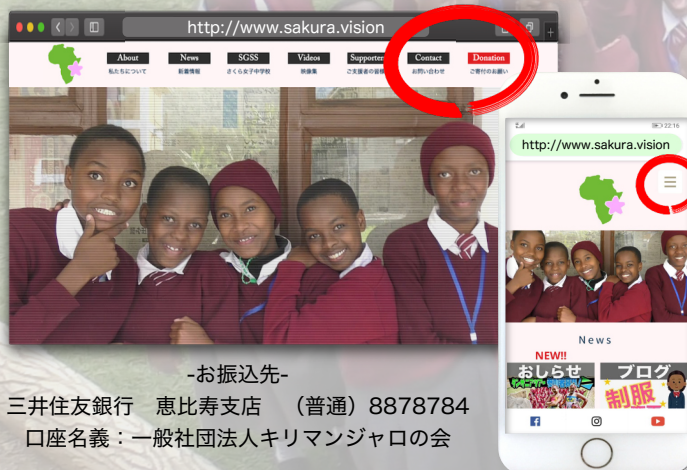 http://www.sakura.vision
About News SGSS Videos Supporter Contact Donation
私たちについて 新着情報 さくら女子中学校 映像集 ご支援者の皆様 お問い合わせ ご寄付のお願い
22:16
http://www.sakura.vision
News
NEW!!
おしらせ ブログ
制服
-お振込先-
三井住友銀行 恵比寿支店 (普通) 8878784
口座名義：一般社団法人キリマンジャロの会